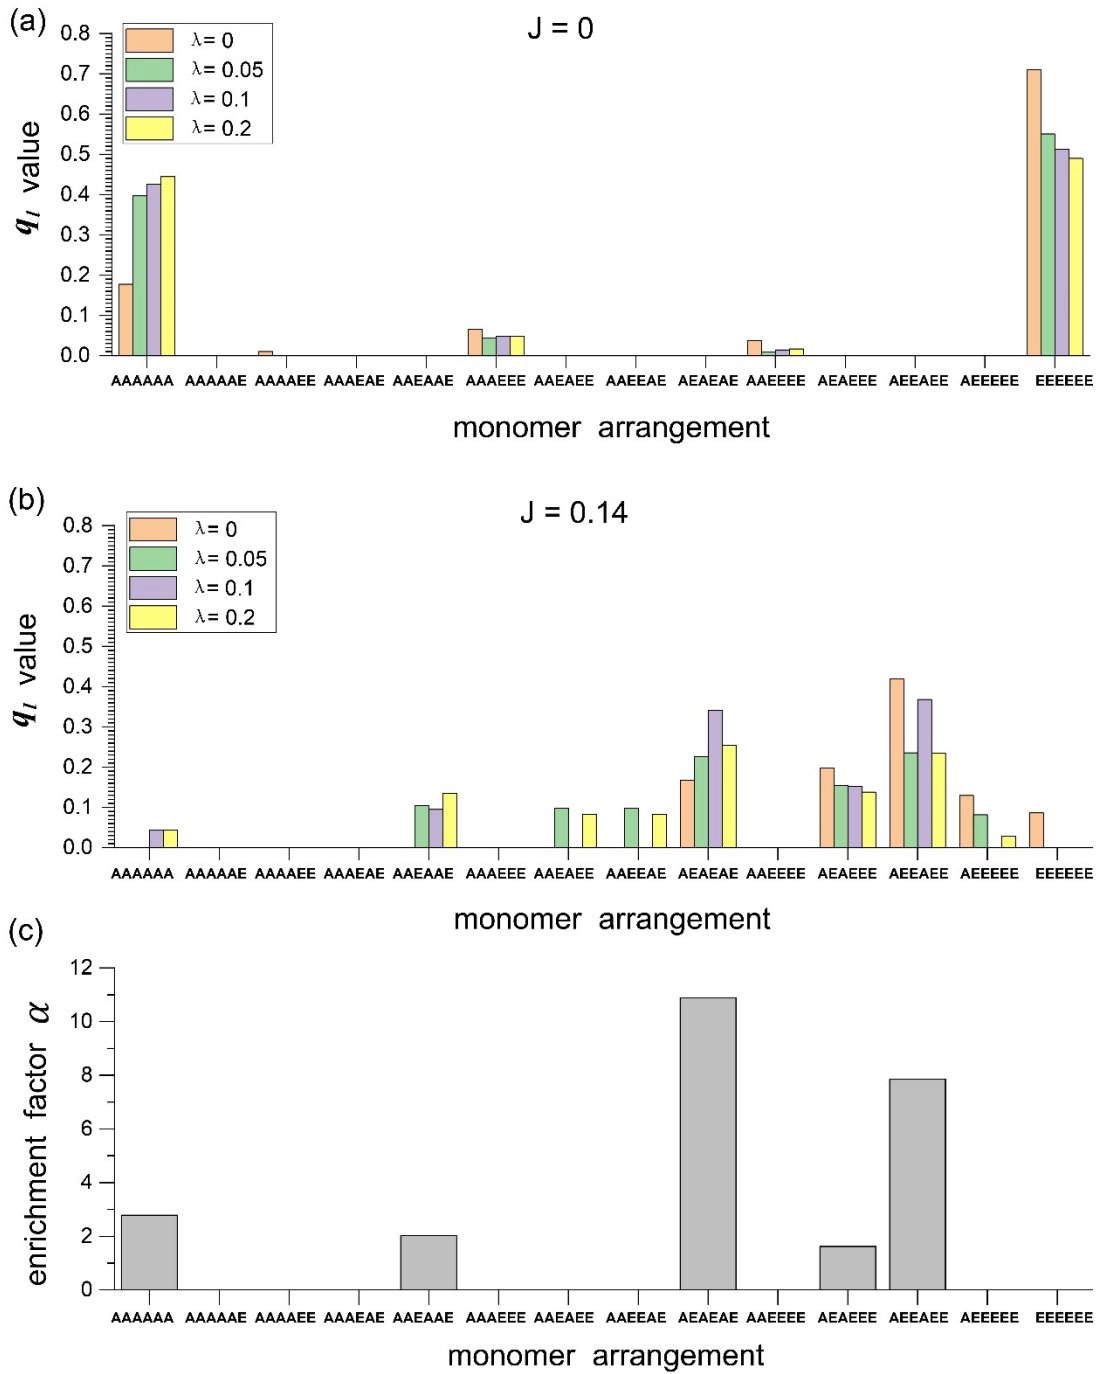 (a)
J = 0
λ = 0
λ = 0.05
λ = 0.1
λ = 0.2
0.8
0.7
0.6
0.5
0.4
0.3
0.2
0.1
0.0
q_l value
AAAAAA AAAAAE AAAAEE AAAEAE AAEAAE AAAEEE AAEAEE AAEEAE AEAEAE AAEEEE AEAEEE AEEAEE AEEEEE EEEEEE
monomer arrangement
(b)
J = 0.14
λ = 0
λ = 0.05
λ = 0.1
λ = 0.2
0.8
0.7
0.6
0.5
0.4
0.3
0.2
0.1
0.0
q_l value
AAAAAA AAAAAE AAAAEE AAAEAE AAEAAE AAAEEE AAEAEE AAEEAE AEAEAE AAEEEE AEAEEE AEEAEE AEEEEE EEEEEE
monomer arrangement
(c)
12
10
8
6
4
2
0
enrichment factor α
AAAAAA AAAAAE AAAAEE AAAEAE AAEAAE AAAEEE AAEAEE AAEEAE AEAEAE AAEEEE AEAEEE AEEAEE AEEEEE EEEEEE
monomer arrangement